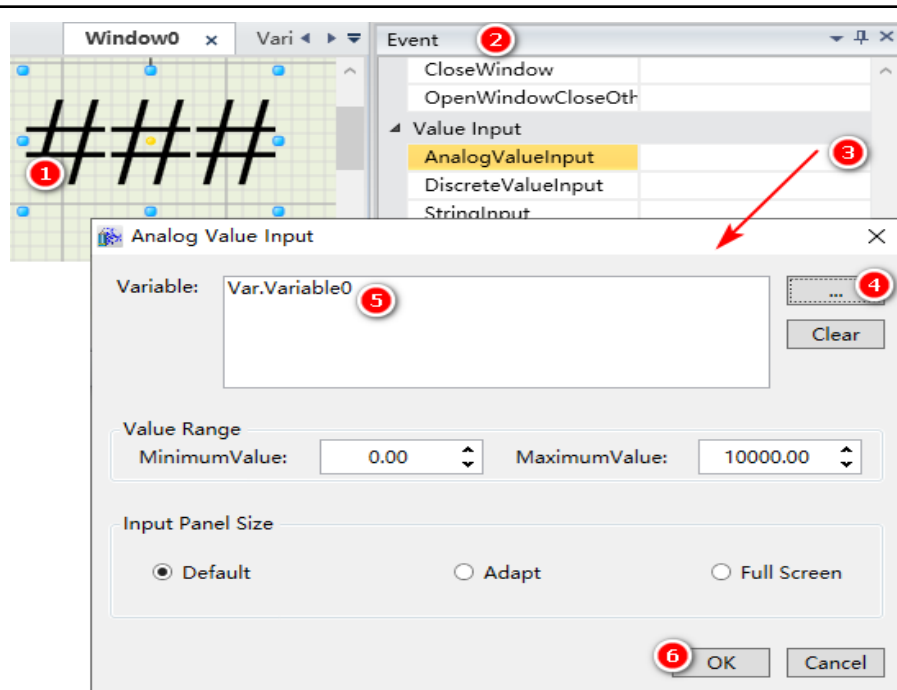 Window0 x Vari Event 2
CloseWindow
OpenWindowCloseOth
###
Value Input
AnalogValueInput 3
1
DiscreteValueInput
StringInput
Analog Value Input
Variable: Var.Variable0 ... 4
5
Clear
Value Range
MinimumValue: 0.00 MaximumValue: 10000.00
Input Panel Size
Default Adapt Full Screen
6 OK Cancel